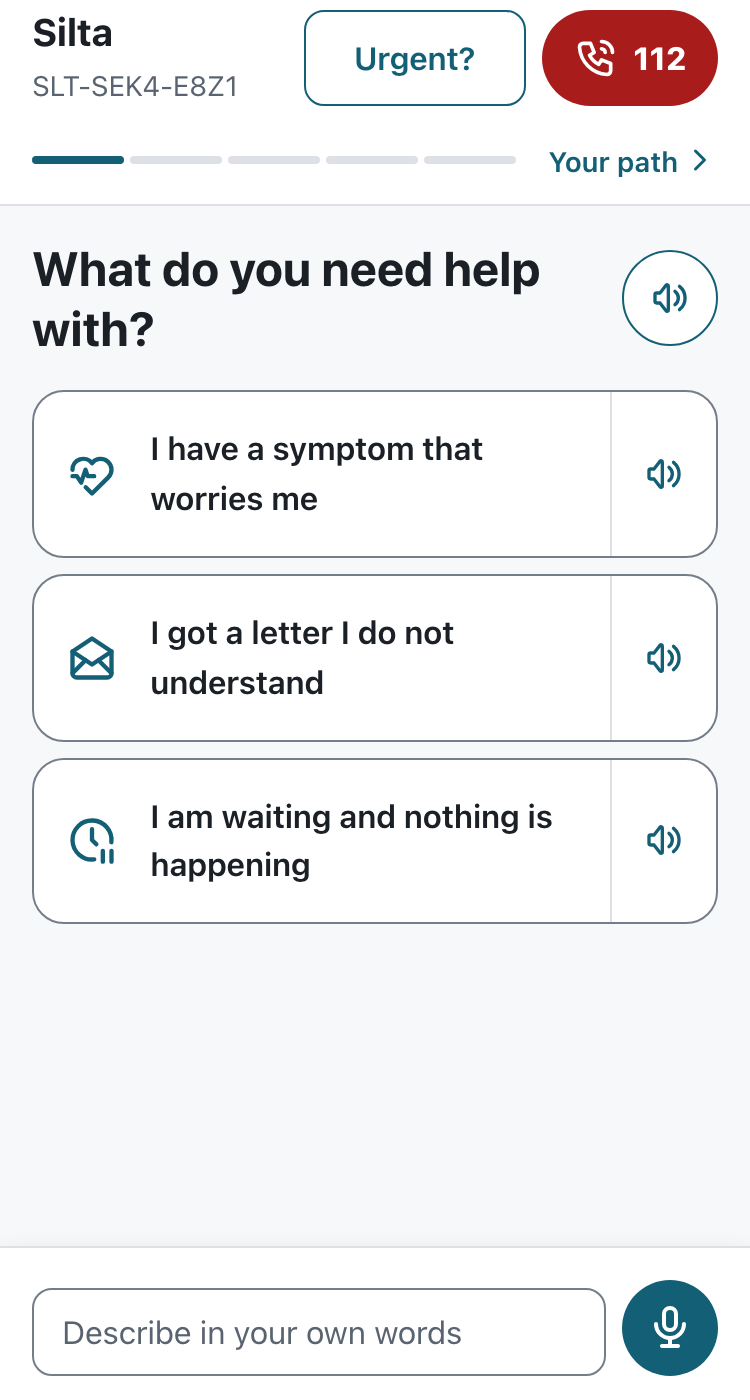 Silta
SLT-SEK4-E8Z1
Urgent?
112
Your path
What do you need help
with?
I have a symptom that
worries me
I got a letter I do not
understand
I am waiting and nothing is
happening
Describe in your own words